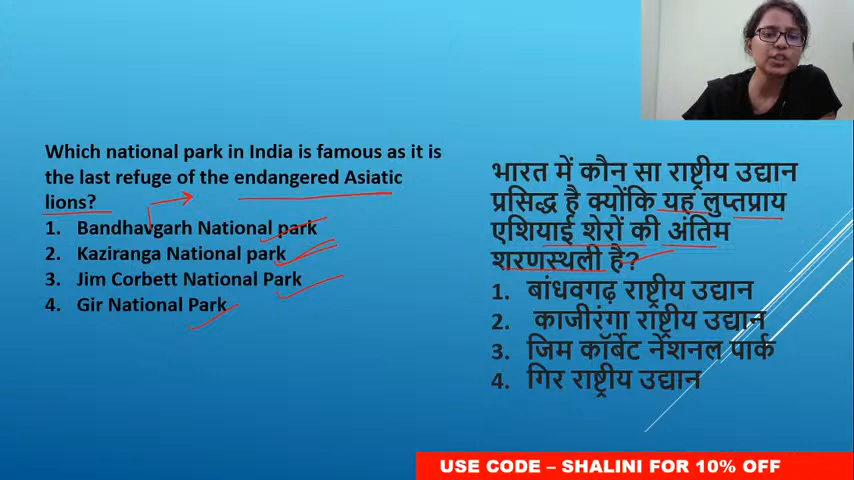 Which national park in India is famous as it is
the last refuge of the endangered Asiatic
lions?
1. Bandhavgarh National park
2. Kaziranga National park
3. Jim Corbett National Park
4. Gir National Park
भारत में कौन सा राष्ट्रीय उद्यान
प्रसिद्ध है क्योंकि यह लुप्तप्राय
एशियाई शेरों की अंतिम
शरणस्थली है?
1. बांधवगढ़ राष्ट्रीय उद्यान
2. काजीरंगा राष्ट्रीय उद्यान
3. जिम कॉर्बेट नेशनल पार्क
4. गिर राष्ट्रीय उद्यान
USE CODE – SHALINI FOR 10% OFF